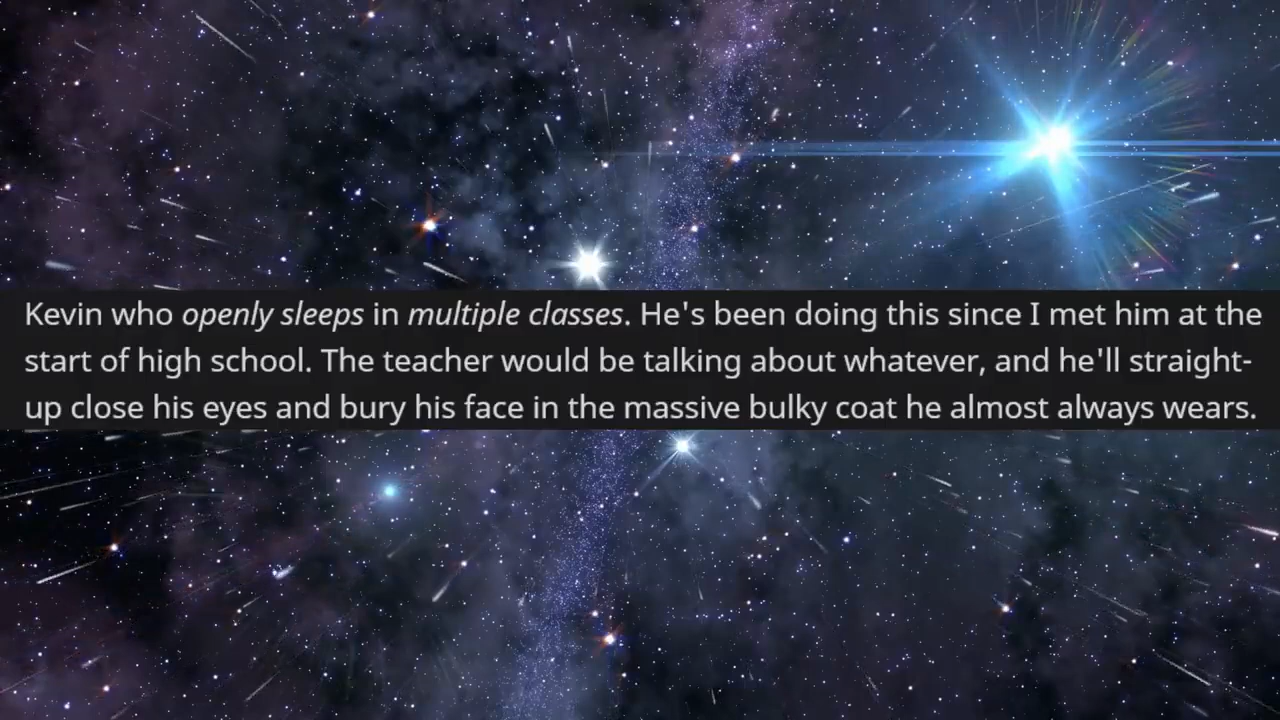 Kevin who openly sleeps in multiple classes. He's been doing this since I met him at the
start of high school. The teacher would be talking about whatever, and he'll straight-
up close his eyes and bury his face in the massive bulky coat he almost always wears.